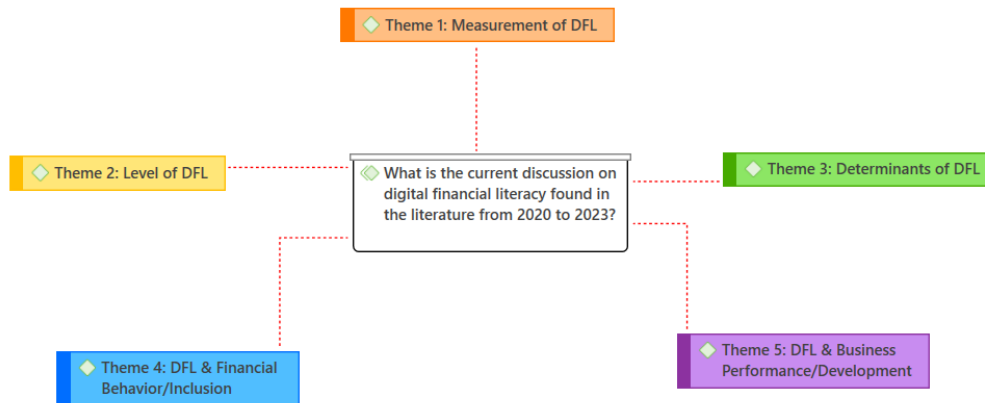 Theme 1: Measurement of DFL
Theme 2: Level of DFL
What is the current discussion on
digital financial literacy found in
the literature from 2020 to 2023?
Theme 3: Determinants of DFL
Theme 4: DFL & Financial
Behavior/Inclusion
Theme 5: DFL & Business
Performance/Development